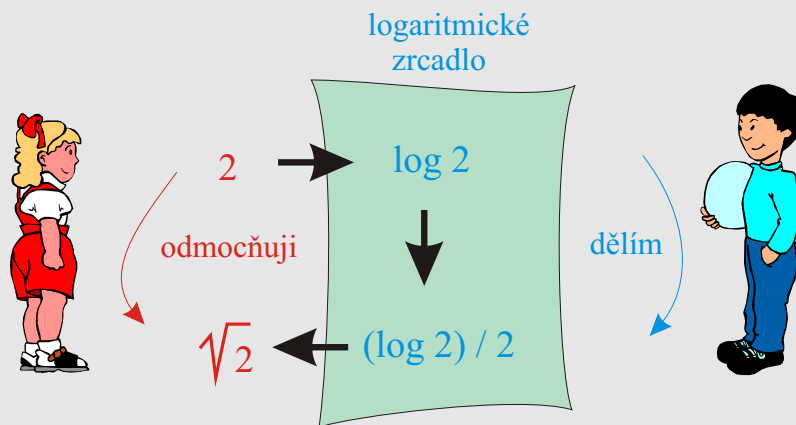 logaritmické
zrcadlo
2
log 2
odmocňuji
dělím
√2
(log 2) / 2